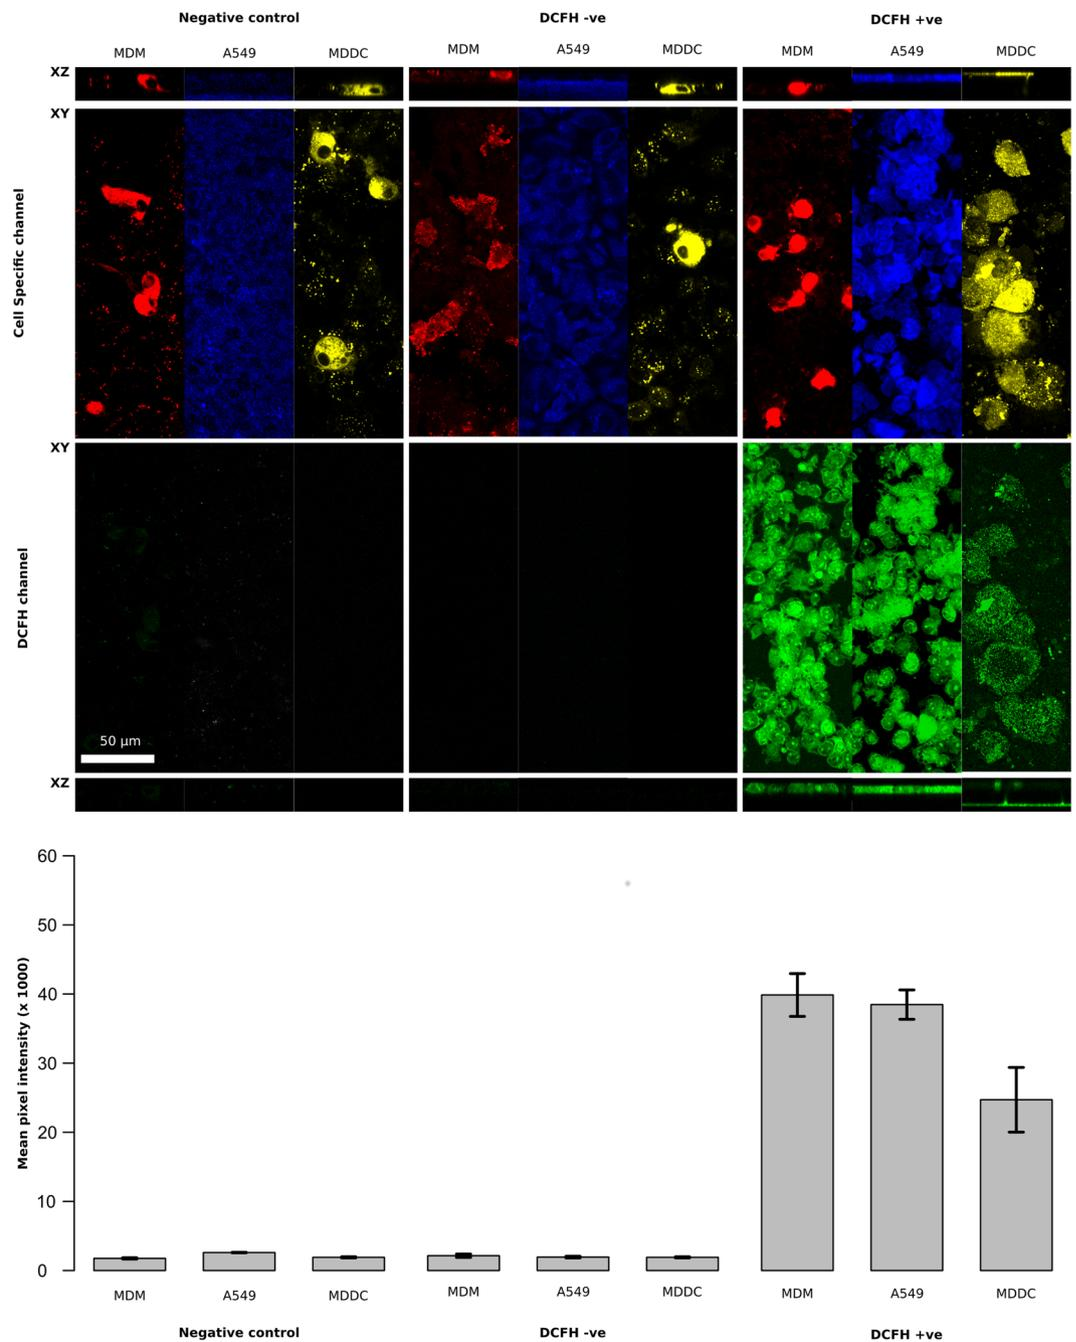 Negative control DCFH -ve DCFH +ve
MDM A549 MDDC MDM A549 MDDC MDM A549 MDDC
XZ
XY
Cell Specific channel
XY
DCFH channel
50 µm
XZ
60
50
40
30
20
10
0
Mean pixel intensity (x 1000)
MDM A549 MDDC MDM A549 MDDC MDM A549 MDDC
Negative control DCFH -ve DCFH +ve